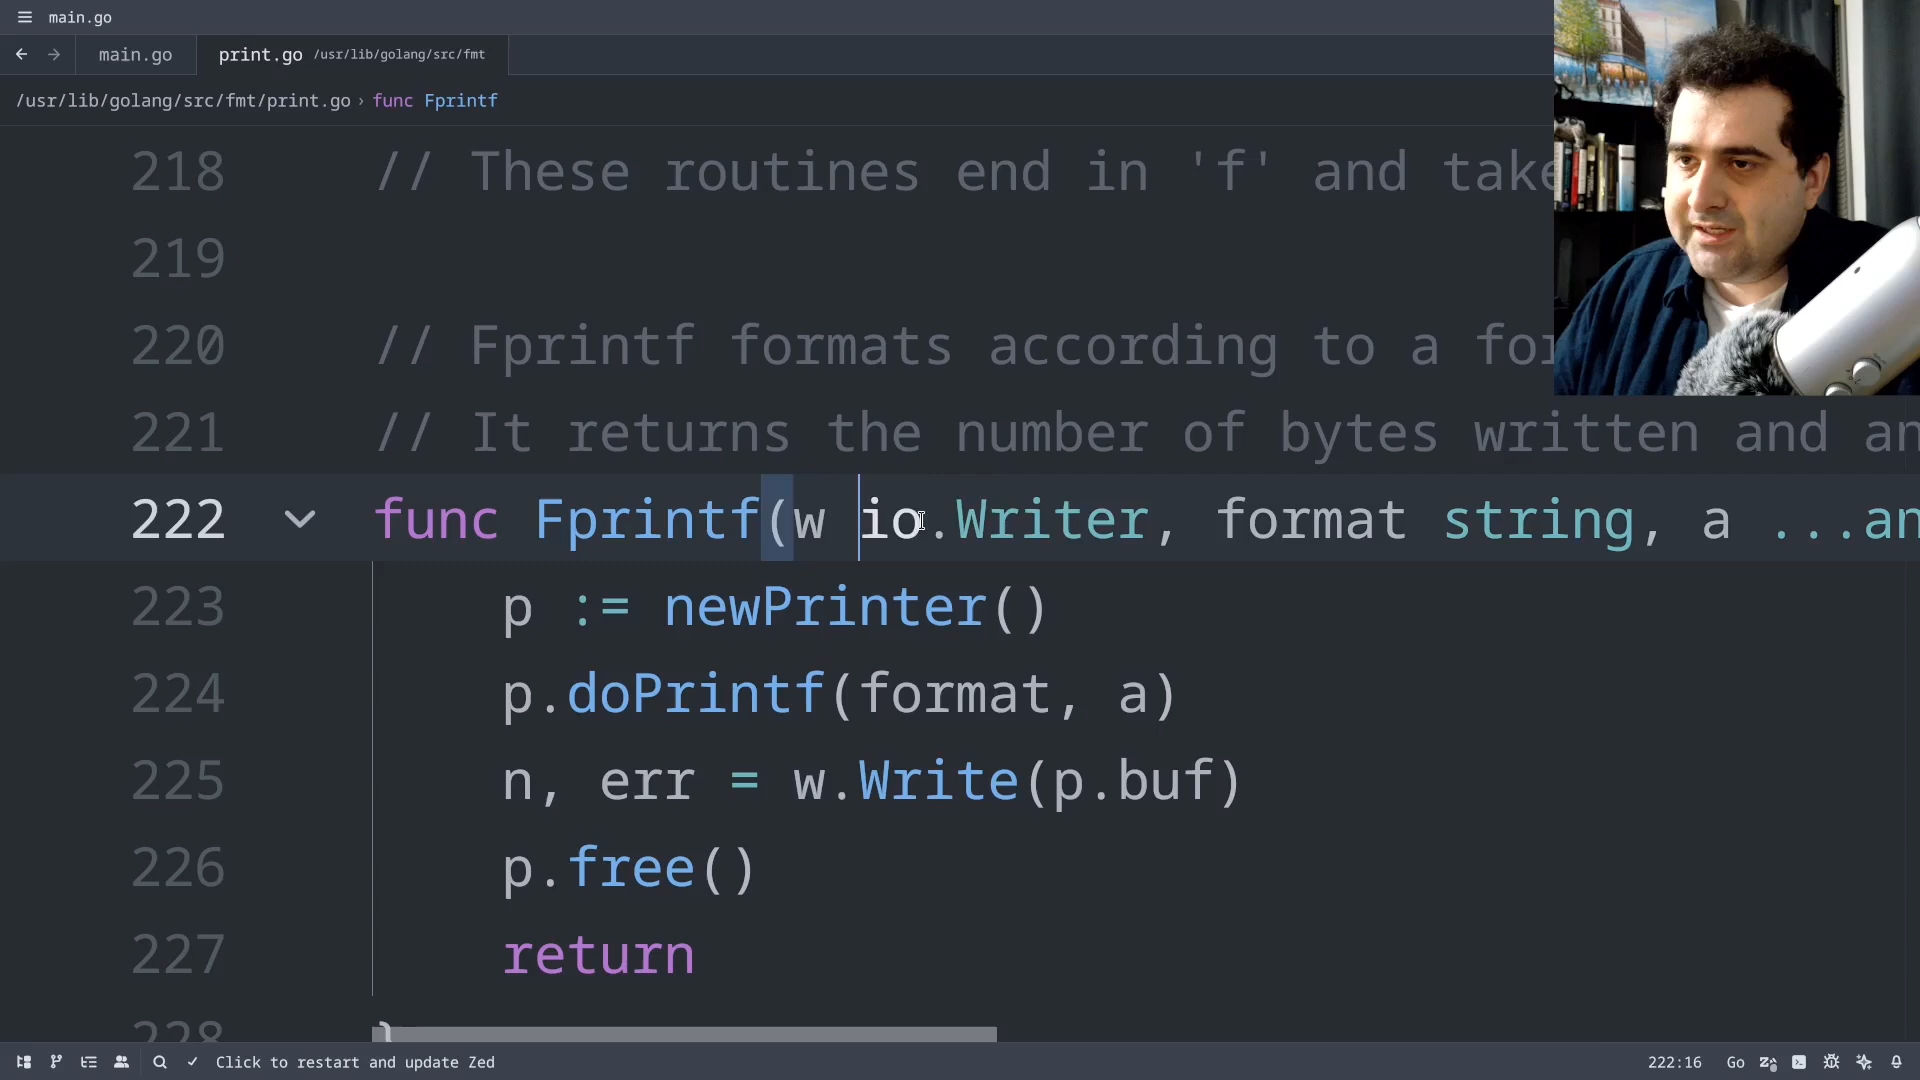 main.go
main.go
print.go /usr/lib/golang/src/fmt
/usr/lib/golang/src/fmt/print.go › func Fprintf
218 // These routines end in 'f' and take
219
220 // Fprintf formats according to a for
221 // It returns the number of bytes written and an
222 func Fprintf(w io.Writer, format string, a ...an
223 p := newPrinter()
224 p.doPrintf(format, a)
225 n, err = w.Write(p.buf)
226 p.free()
227 return
228 }
Click to restart and update Zed
222:16 Go